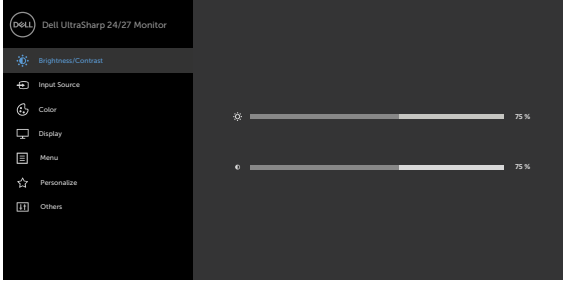 DELL
Dell UltraSharp 24/27 Monitor
Brightness/Contrast
Input Source
Color
Display
Menu
Personalize
Others
75 %
75 %